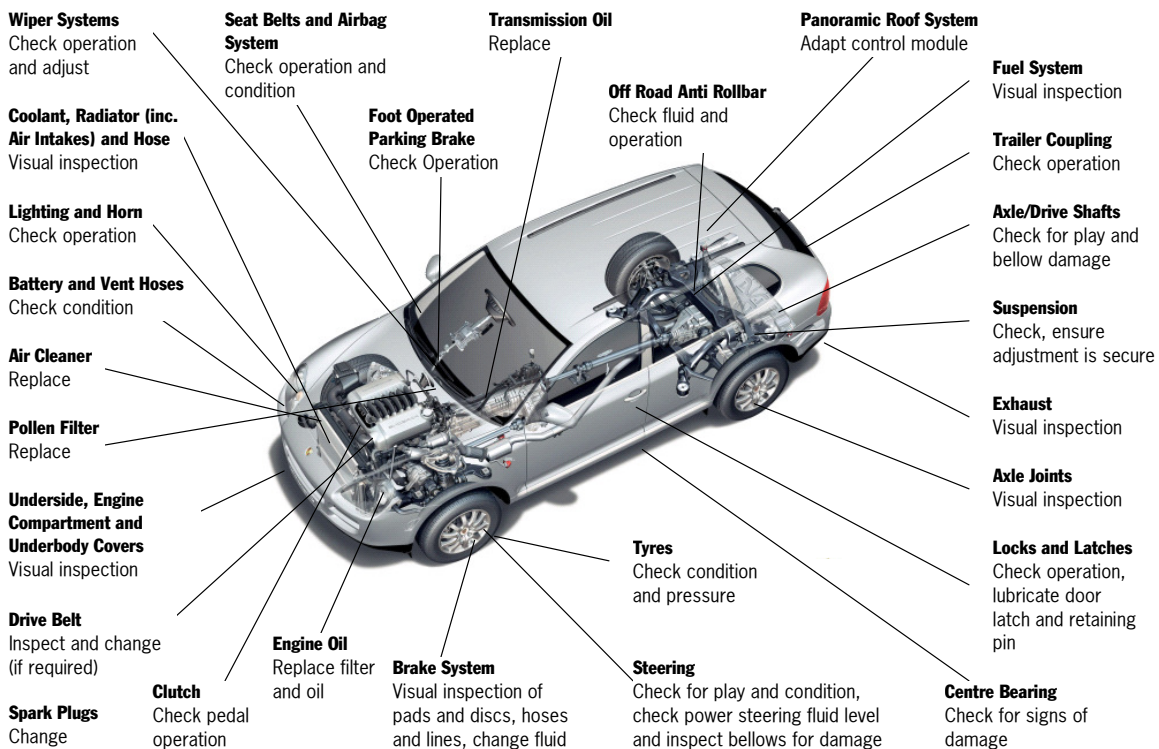 Wiper Systems
Check operation
and adjust
Seat Belts and Airbag
System
Check operation and
condition
Transmission Oil
Replace
Panoramic Roof System
Adapt control module
Fuel System
Visual inspection
Coolant, Radiator (inc.
Air Intakes) and Hose
Visual inspection
Foot Operated
Parking Brake
Check Operation
Off Road Anti Rollbar
Check fluid and
operation
Trailer Coupling
Check operation
Lighting and Horn
Check operation
Axle/Drive Shafts
Check for play and
bellow damage
Battery and Vent Hoses
Check condition
Suspension
Check, ensure
adjustment is secure
Air Cleaner
Replace
Exhaust
Visual inspection
Pollen Filter
Replace
Axle Joints
Visual inspection
Underside, Engine
Compartment and
Underbody Covers
Visual inspection
Tyres
Check condition
and pressure
Locks and Latches
Check operation,
lubricate door
latch and retaining
pin
Drive Belt
Inspect and change
(if required)
Engine Oil
Replace filter
and oil
Brake System
Visual inspection of
pads and discs, hoses
and lines, change fluid
Steering
Check for play and condition,
check power steering fluid level
and inspect bellows for damage
Centre Bearing
Check for signs of
damage
Clutch
Check pedal
operation
Spark Plugs
Change